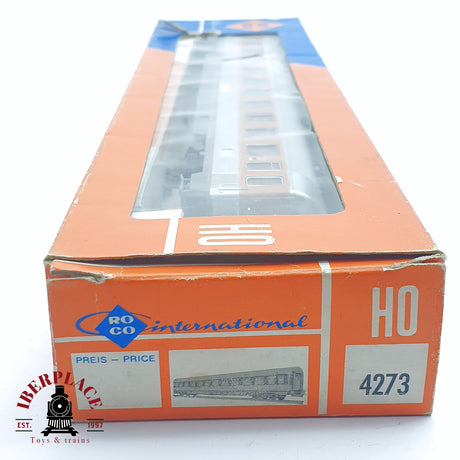 HO
ROCO international
HO
PREIS – PRICE
4273
IBERPLACE
EST. 1997
Toys & trains